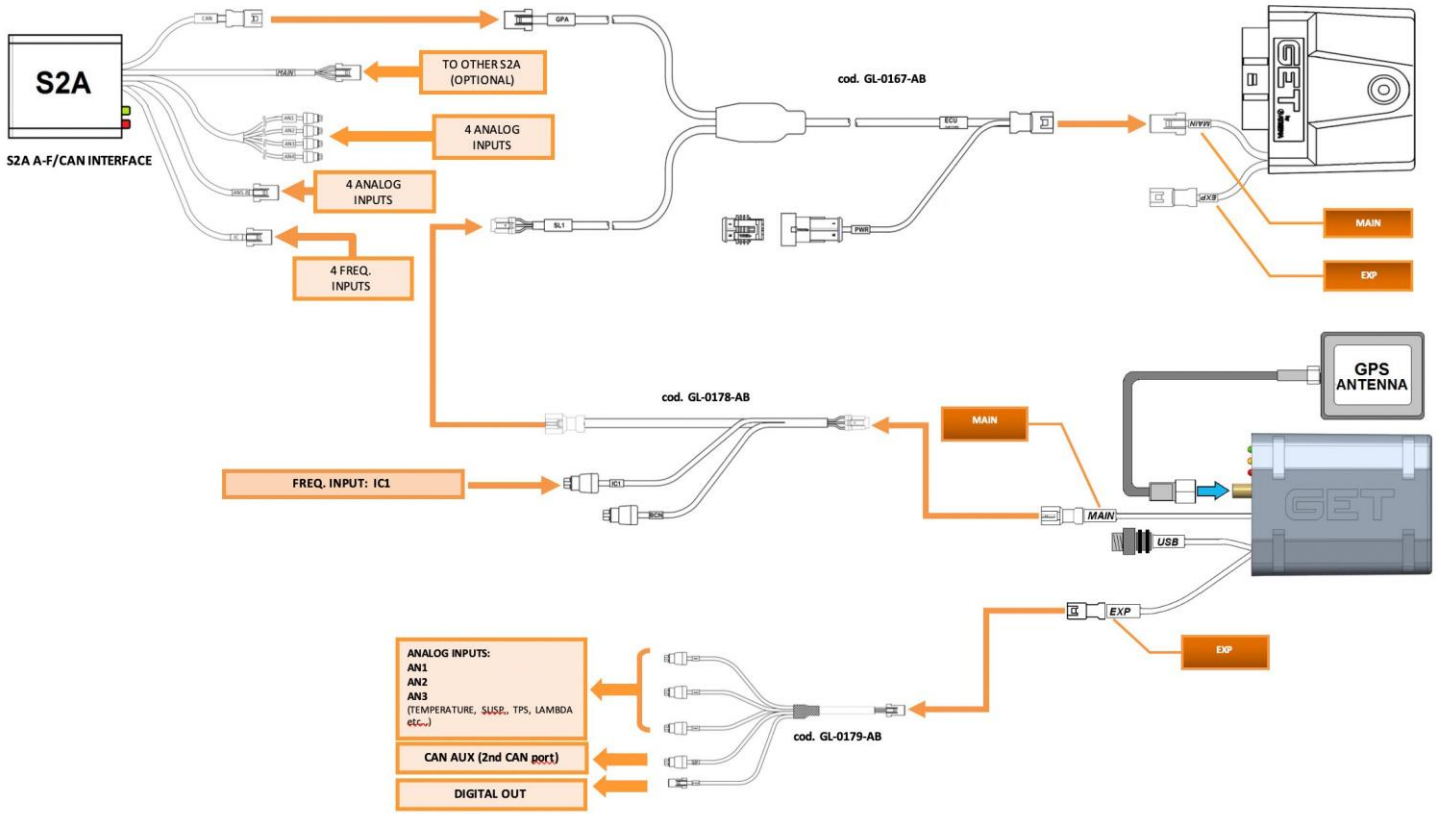 CAN
GPA
S2A
MAIN
TO OTHER S2A
(OPTIONAL)
cod. GL-0167-AB
GET
AN1
AN2
AN3
AN4
4 ANALOG
INPUTS
ECU
MAIN
S2A A-F/CAN INTERFACE
4 ANALOG
INPUTS
EXP
SL1
PWR
MAIN
IC
4 FREQ.
INPUTS
EXP
GPS
ANTENNA
cod. GL-0178-AB
MAIN
FREQ. INPUT: IC1
IC1
BCN
MAIN
GET
USB
EXP
EXP
ANALOG INPUTS:
AN1
AN2
AN3
(TEMPERATURE, SUSP., TPS, LAMBDA
etc..)
cod. GL-0179-AB
CAN AUX (2nd CAN port)
DIGITAL OUT